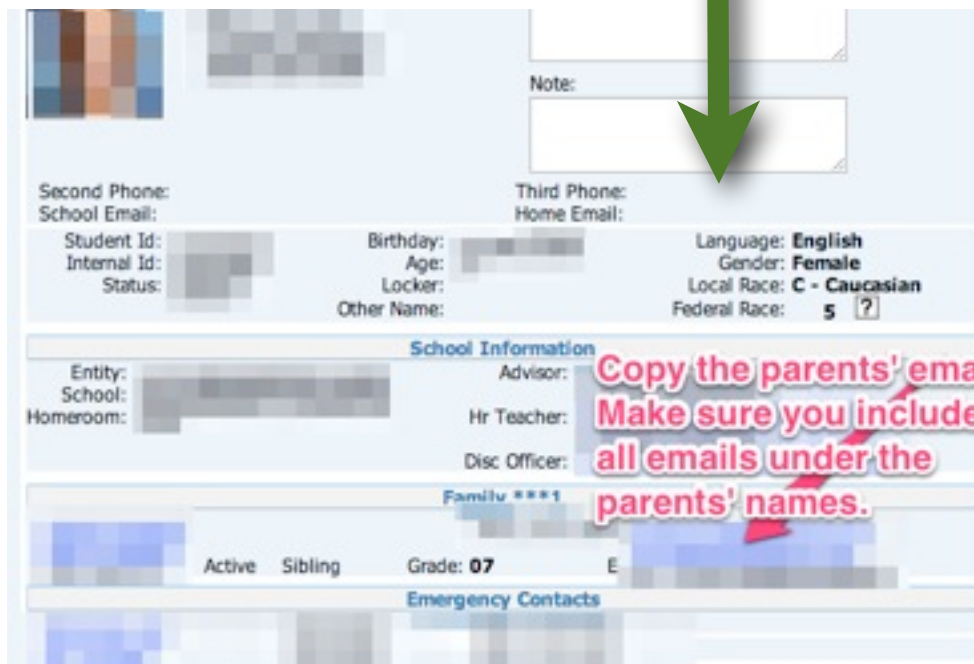 Note:
Second Phone: Third Phone:
School Email: Home Email:
Student Id: Birthday: Language: English
Internal Id: Age: Gender: Female
Status: Locker: Local Race: C - Caucasian
Other Name: Federal Race: 5 ?
School Information
Entity: Advisor: Copy the parents' ema
School:
Homeroom: Hr Teacher: Make sure you include
Disc Officer: all emails under the
Family ***1 parents' names.
Active Sibling Grade: 07 E
Emergency Contacts